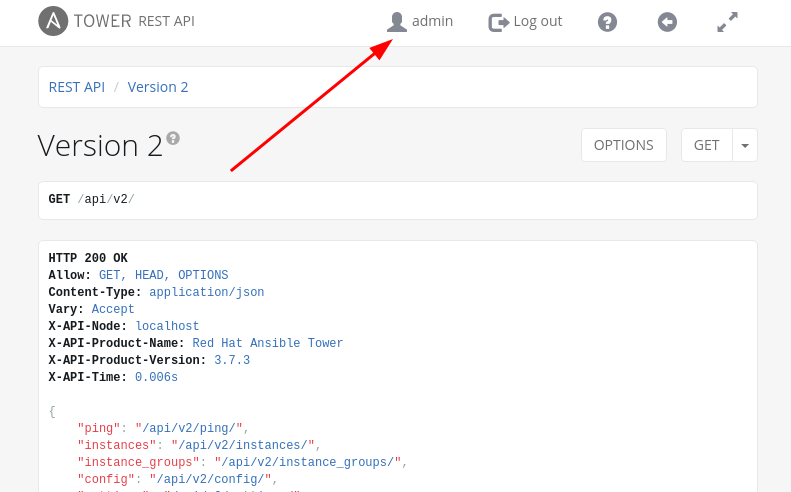 TOWER REST API admin Log out
REST API / Version 2
Version 2
OPTIONS GET
GET /api/v2/
HTTP 200 OK
Allow: GET, HEAD, OPTIONS
Content-Type: application/json
Vary: Accept
X-API-Node: localhost
X-API-Product-Name: Red Hat Ansible Tower
X-API-Product-Version: 3.7.3
X-API-Time: 0.006s
{
"ping": "/api/v2/ping/",
"instances": "/api/v2/instances/",
"instance_groups": "/api/v2/instance_groups/",
"config": "/api/v2/config/",